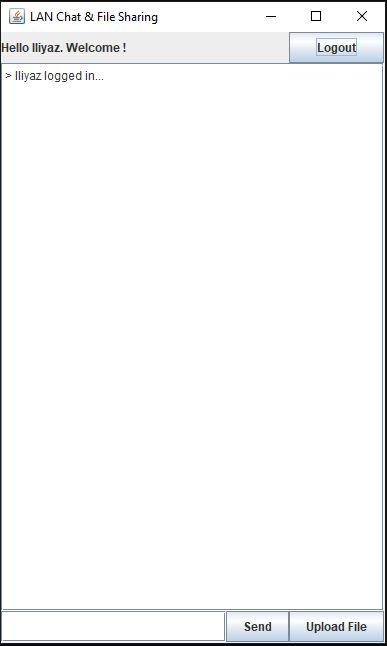 LAN Chat & File Sharing
Hello Iliyaz. Welcome !
Logout
> Iliyaz logged in...
Send
Upload File